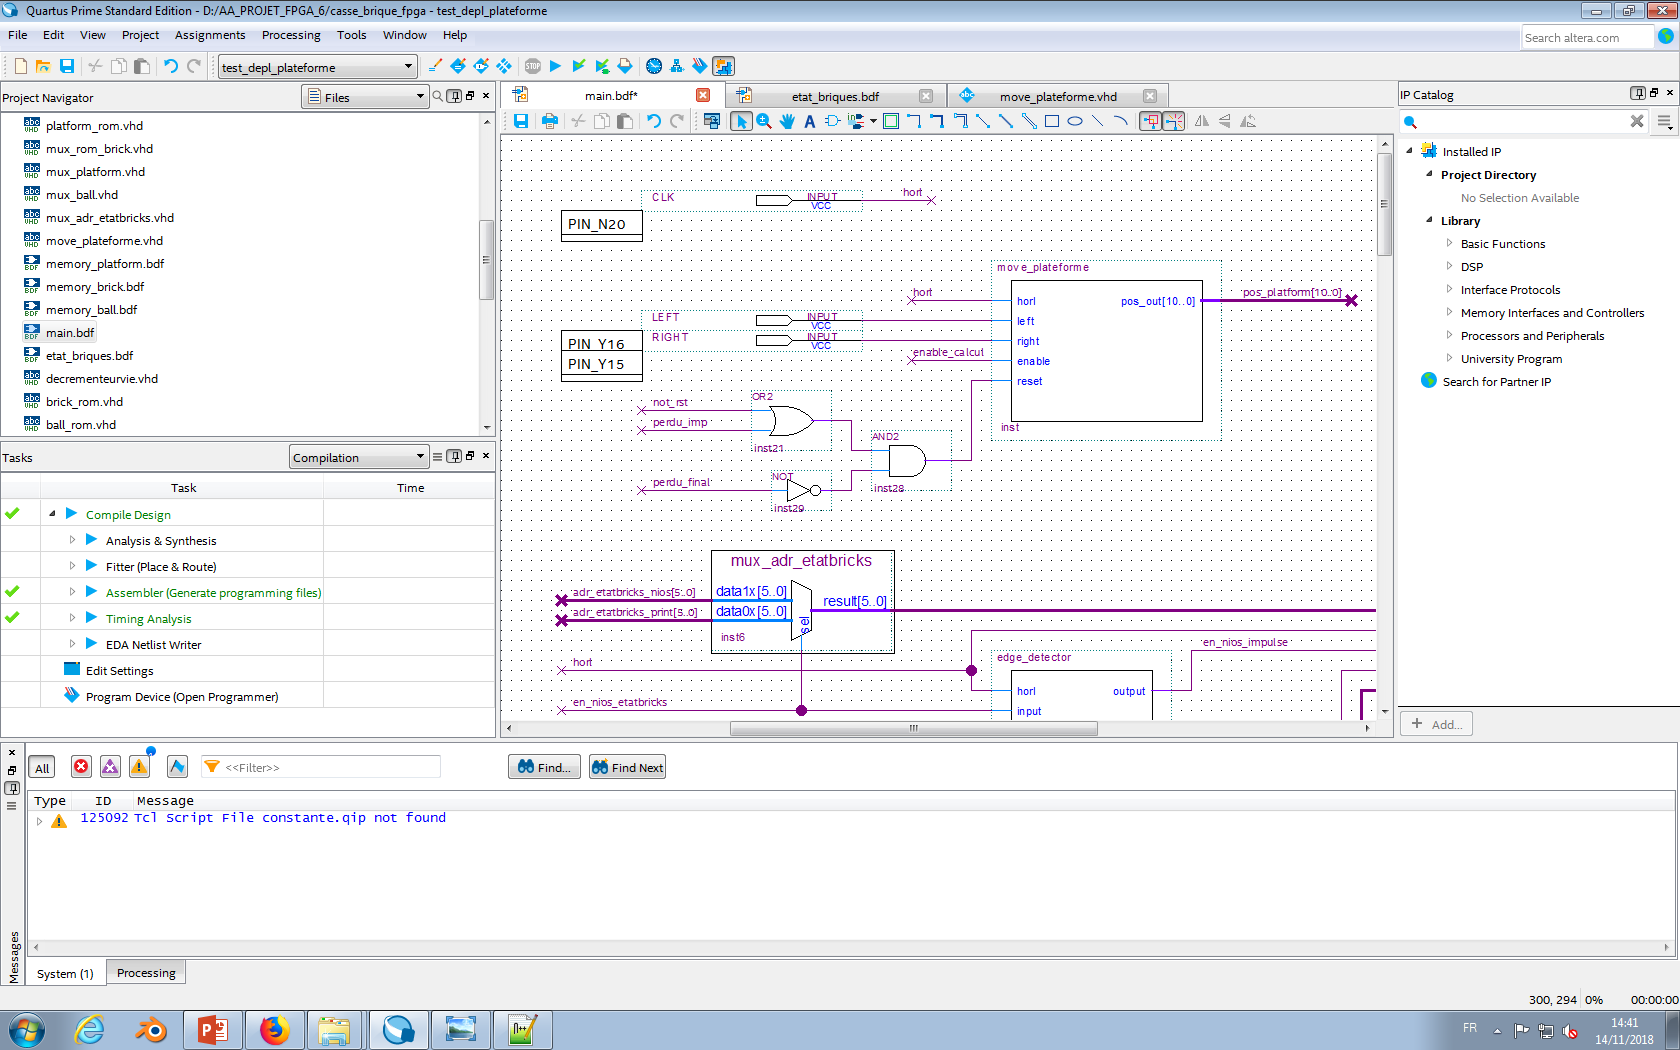 Quartus Prime Standard Edition - D:/AA_PROJET_FPGA_6/casse_brique_fpga - test_depl_plateforme
File Edit View Project Assignments Processing Tools Window Help
Search altera.com
test_depl_plateforme
STOP
Project Navigator
Files
platform_rom.vhd
mux_rom_brick.vhd
mux_platform.vhd
mux_ball.vhd
mux_adr_etatbricks.vhd
move_plateforme.vhd
memory_platform.bdf
memory_brick.bdf
memory_ball.bdf
main.bdf
etat_briques.bdf
decrementeurvie.vhd
brick_rom.vhd
ball_rom.vhd
Tasks
Compilation
Task Time
Compile Design
Analysis & Synthesis
Fitter (Place & Route)
Assembler (Generate programming files)
Timing Analysis
EDA Netlist Writer
Edit Settings
Program Device (Open Programmer)
main.bdf*
etat_briques.bdf
move_plateforme.vhd
CLK
INPUT
VCC
horl
PIN_N20
move_plateforme
horl
horl
pos_out[10..0]
pos_platform[10..0]
LEFT
INPUT
VCC
left
RIGHT
INPUT
VCC
right
PIN_Y16
PIN_Y15
enable_calcul
enable
reset
inst
not_rst
perdu_imp
OR2
inst21
AND2
inst28
perdu_final
NOT
inst29
mux_adr_etatbricks
adr_etatbricks_nios[5..0]
data1x[5..0]
adr_etatbricks_print[5..0]
data0x[5..0]
result[5..0]
sel
inst6
horl
en_nios_etatbricks
edge_detector
horl
input
output
en_nios_impulse
IP Catalog
Installed IP
Project Directory
No Selection Available
Library
Basic Functions
DSP
Interface Protocols
Memory Interfaces and Controllers
Processors and Peripherals
University Program
Search for Partner IP
+ Add...
All
<<Filter>>
Find...
Find Next
Type ID Message
125092 Tcl Script File constante.qip not found
Messages
System (1)
Processing
300, 294 0% 00:00:00
FR
14:41
14/11/2018